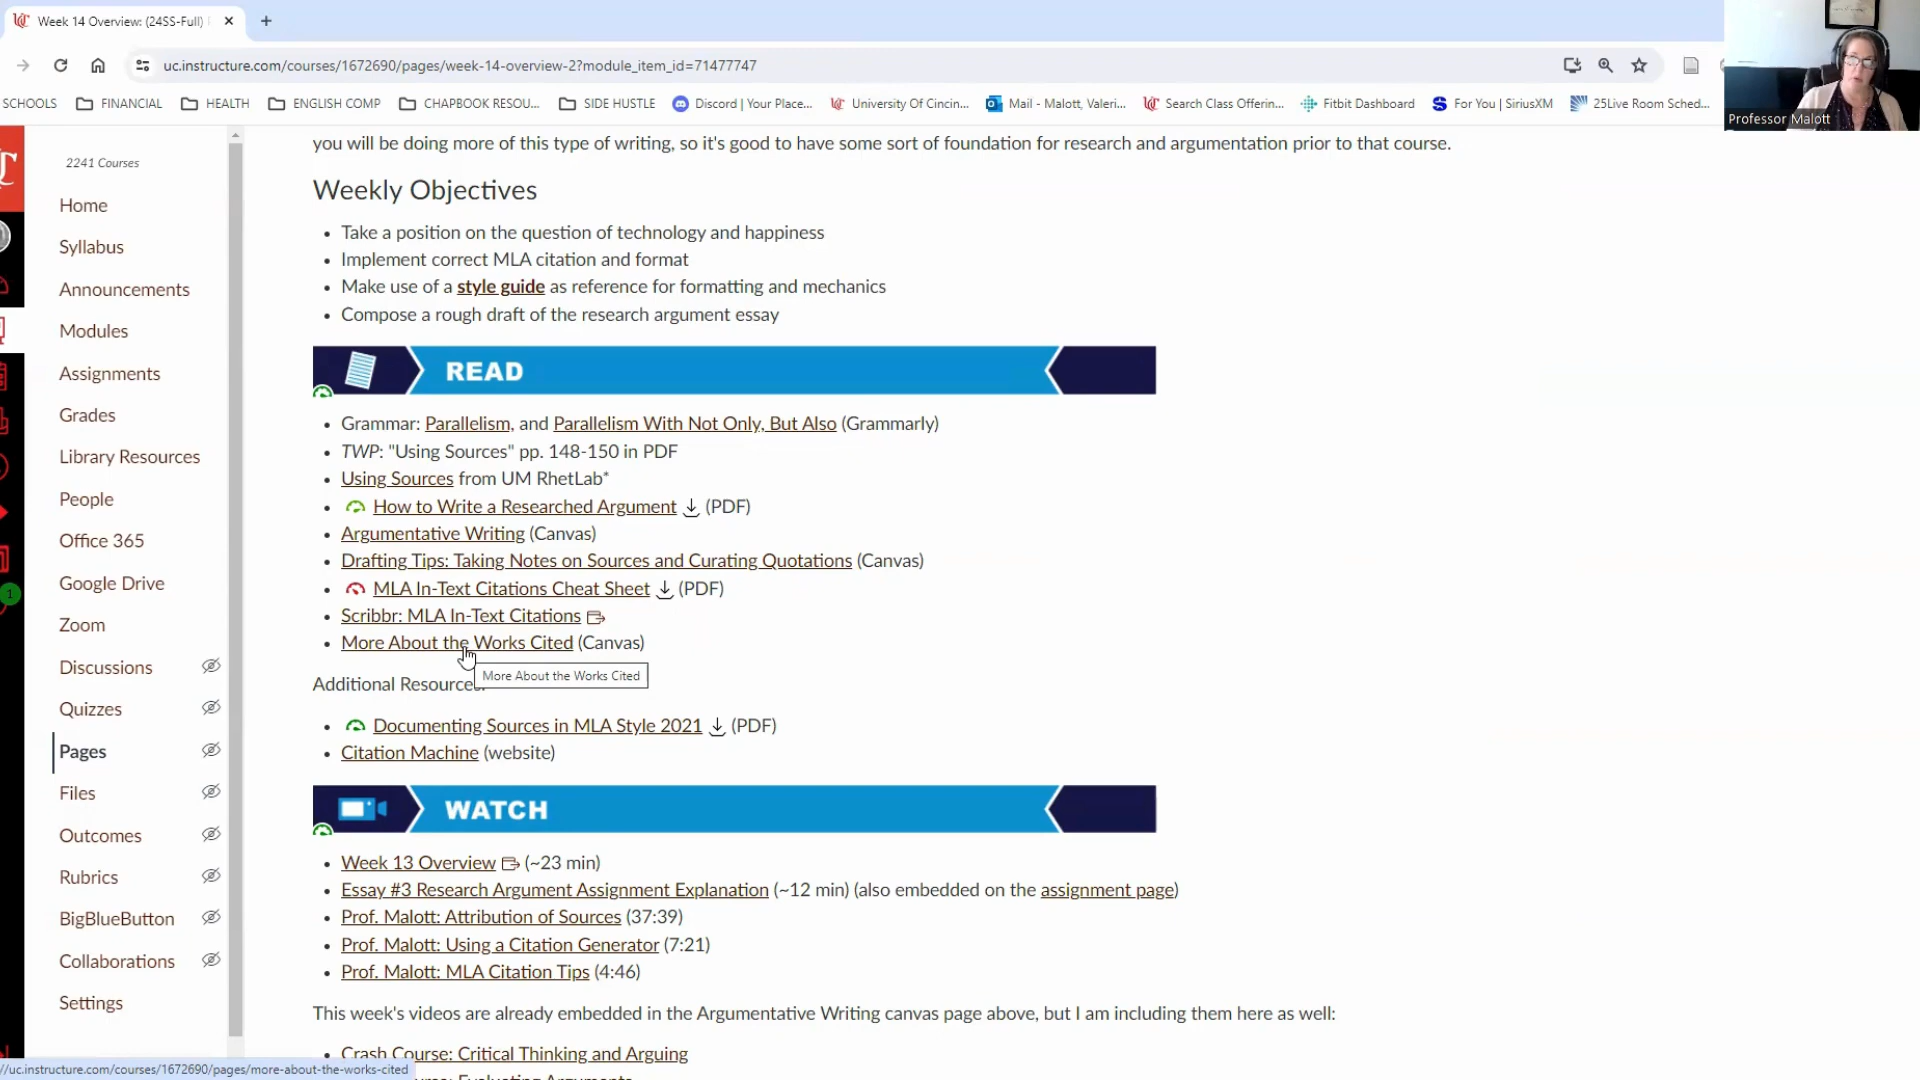 Week 14 Overview: (24SS-Full)
uc.instructure.com/courses/1672690/pages/week-14-overview-2?module_item_id=71477747
SCHOOLS FINANCIAL HEALTH ENGLISH COMP CHAPBOOK RESOU... SIDE HUSTLE Discord | Your Place... University Of Cincin... Mail - Malott, Valeri... Search Class Offerin... Fitbit Dashboard For You | SiriusXM 25Live Room Sched...
Professor Malott
2241 Courses
Home
Syllabus
Announcements
Modules
Assignments
Grades
Library Resources
People
Office 365
Google Drive
Zoom
Discussions
Quizzes
Pages
Files
Outcomes
Rubrics
BigBlueButton
Collaborations
Settings
1
you will be doing more of this type of writing, so it's good to have some sort of foundation for research and argumentation prior to that course.
Weekly Objectives
Take a position on the question of technology and happiness
Implement correct MLA citation and format
Make use of a style guide as reference for formatting and mechanics
Compose a rough draft of the research argument essay
READ
Grammar: Parallelism, and Parallelism With Not Only, But Also (Grammarly)
TWP: "Using Sources" pp. 148-150 in PDF
Using Sources from UM RhetLab*
How to Write a Researched Argument (PDF)
Argumentative Writing (Canvas)
Drafting Tips: Taking Notes on Sources and Curating Quotations (Canvas)
MLA In-Text Citations Cheat Sheet (PDF)
Scribbr: MLA In-Text Citations
More About the Works Cited (Canvas)
More About the Works Cited
Additional Resources:
Documenting Sources in MLA Style 2021 (PDF)
Citation Machine (website)
WATCH
Week 13 Overview (~23 min)
Essay #3 Research Argument Assignment Explanation (~12 min) (also embedded on the assignment page)
Prof. Malott: Attribution of Sources (37:39)
Prof. Malott: Using a Citation Generator (7:21)
Prof. Malott: MLA Citation Tips (4:46)
This week's videos are already embedded in the Argumentative Writing canvas page above, but I am including them here as well:
Crash Course: Critical Thinking and Arguing
Evaluating Arguments
//uc.instructure.com/courses/1672690/pages/more-about-the-works-cited